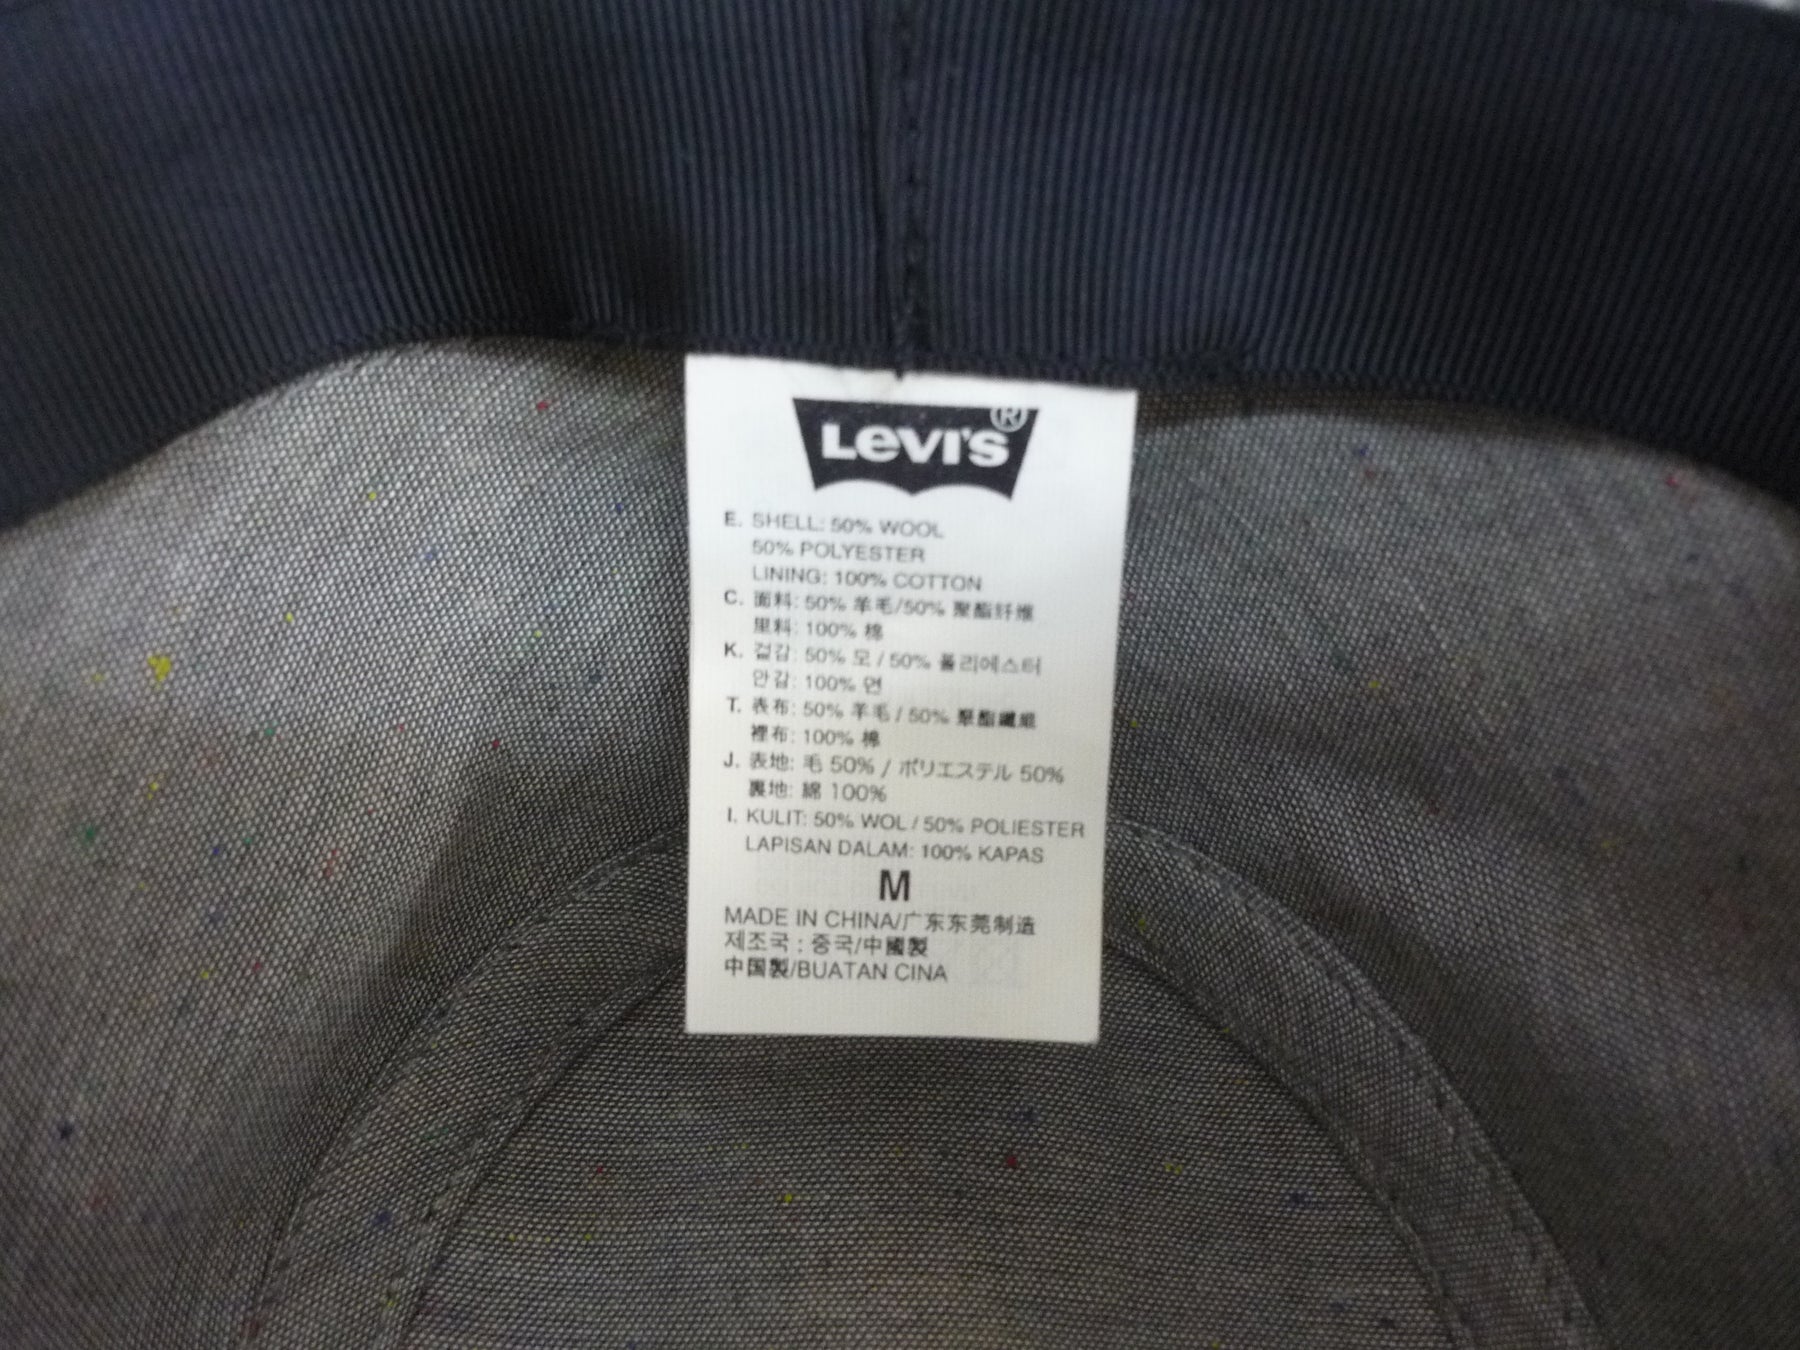 LEVI'S®
E. SHELL: 50% WOOL
50% POLYESTER
LINING: 100% COTTON
C. 面料: 50% 羊毛/50% 聚酯纤维
里料: 100% 棉
K. 겉감: 50% 모 / 50% 폴리에스터
안감: 100% 면
T. 表布: 50% 羊毛 / 50% 聚酯纖維
裡布: 100% 棉
J. 表地: 毛 50% / ポリエステル 50%
裏地: 綿 100%
I. KULIT: 50% WOL / 50% POLIESTER
LAPISAN DALAM: 100% KAPAS
M
MADE IN CHINA/广东东莞制造
제조국 : 중국/中國製
中国製/BUATAN CINA